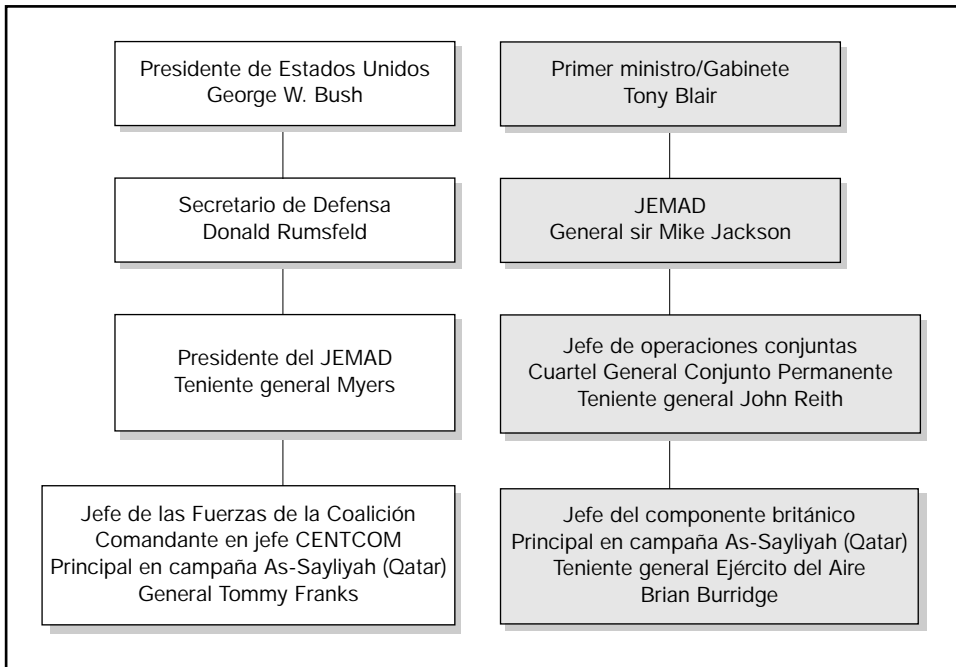 Presidente de Estados Unidos
George W. Bush
Primer ministro/Gabinete
Tony Blair
Secretario de Defensa
Donald Rumsfeld
JEMAD
General sir Mike Jackson
Presidente del JEMAD
Teniente general Myers
Jefe de operaciones conjuntas
Cuartel General Conjunto Permanente
Teniente general John Reith
Jefe de las Fuerzas de la Coalición
Comandante en jefe CENTCOM
Principal en campaña As-Sayliyah (Qatar)
General Tommy Franks
Jefe del componente británico
Principal en campaña As-Sayliyah (Qatar)
Teniente general Ejército del Aire
Brian Burridge